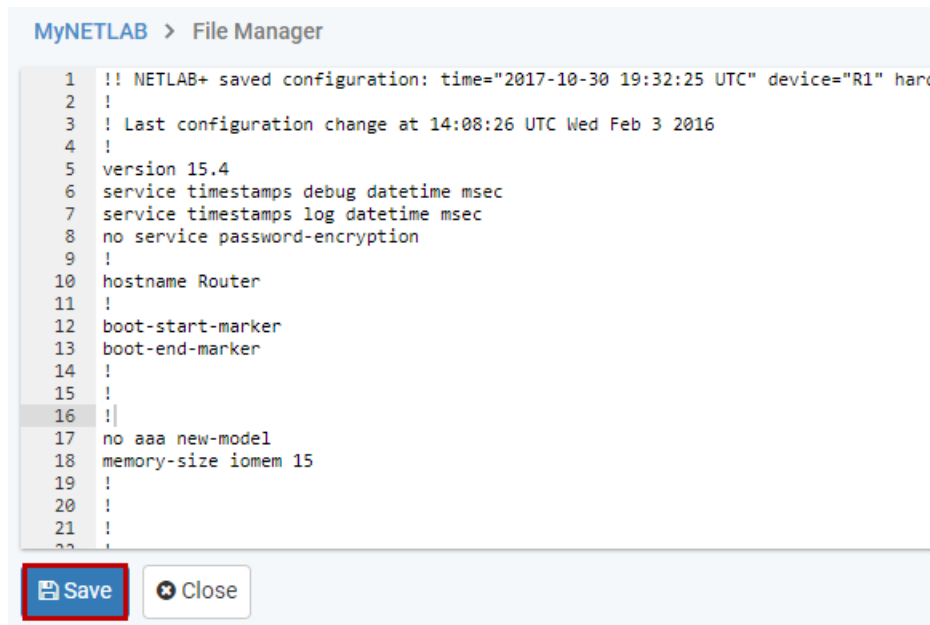 MyNETLAB > File Manager
1 !! NETLAB+ saved configuration: time="2017-10-30 19:32:25 UTC" device="R1" hard
2 !
3 ! Last configuration change at 14:08:26 UTC Wed Feb 3 2016
4 !
5 version 15.4
6 service timestamps debug datetime msec
7 service timestamps log datetime msec
8 no service password-encryption
9 !
10 hostname Router
11 !
12 boot-start-marker
13 boot-end-marker
14 !
15 !
16 !
17 no aaa new-model
18 memory-size iomem 15
19 !
20 !
21 !
Save Close